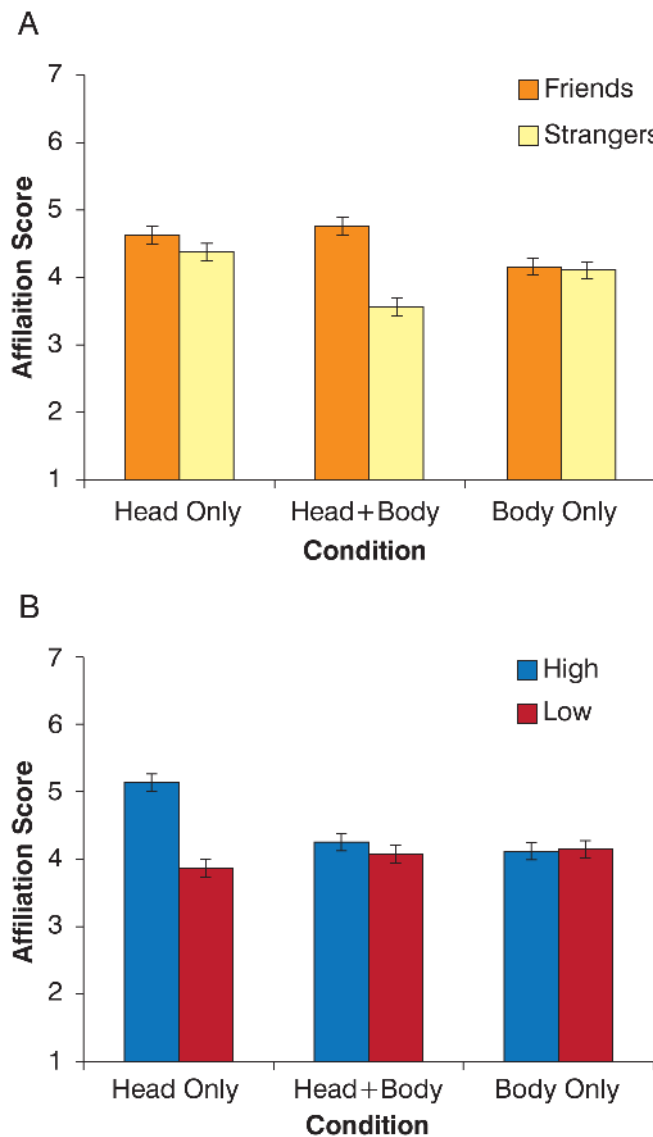 A
7
6
5
4
3
2
1
Affilaition Score
Friends
Strangers
Head Only Head+Body Body Only
Condition
B
7
6
5
4
3
2
1
Affiliation Score
High
Low
Head Only Head+Body Body Only
Condition